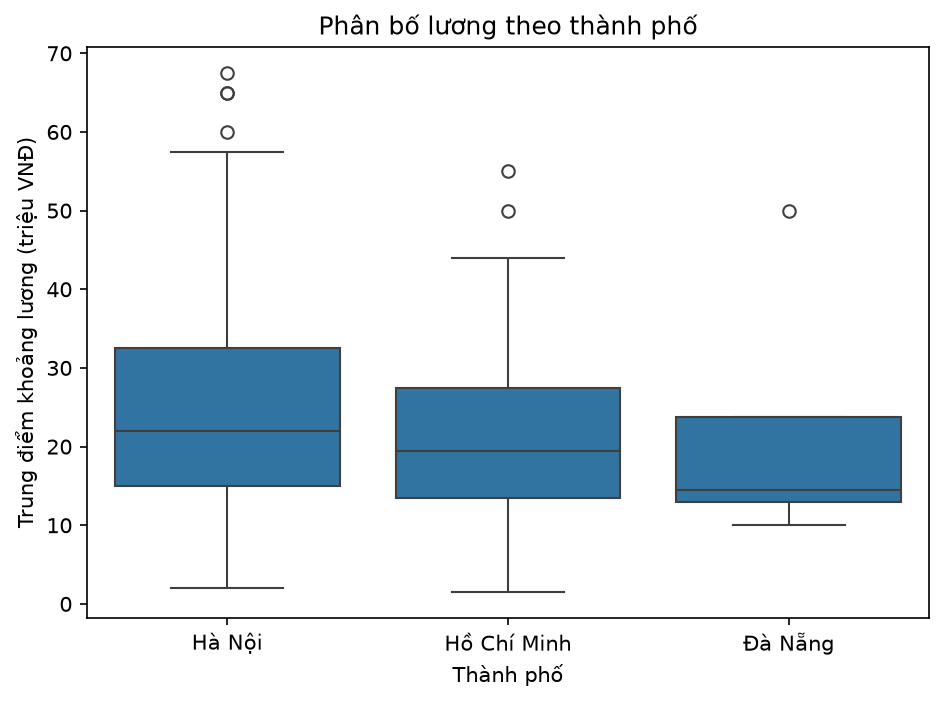 Phân bố lương theo thành phố
Trung điểm khoảng lương (triệu VNĐ)
70
60
50
40
30
20
10
0
Hà Nội
Hồ Chí Minh
Đà Nẵng
Thành phố